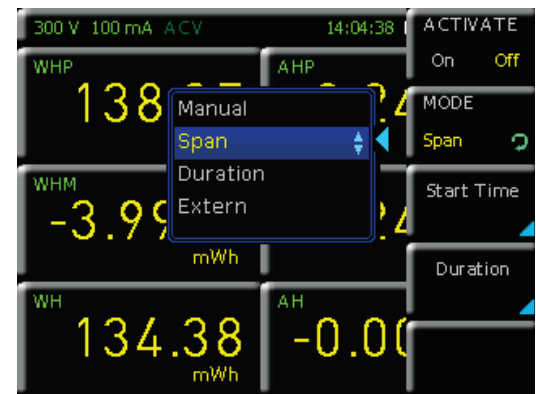 300 V 100 mA ACV 14:04:38
WHP
138
AHP
Manual
Span
Duration
Extern
WHM
-3.99
mWh
WH
134.38
mWh
AH
-0.00
ACTIVATE
On Off
MODE
Span
Start Time
Duration